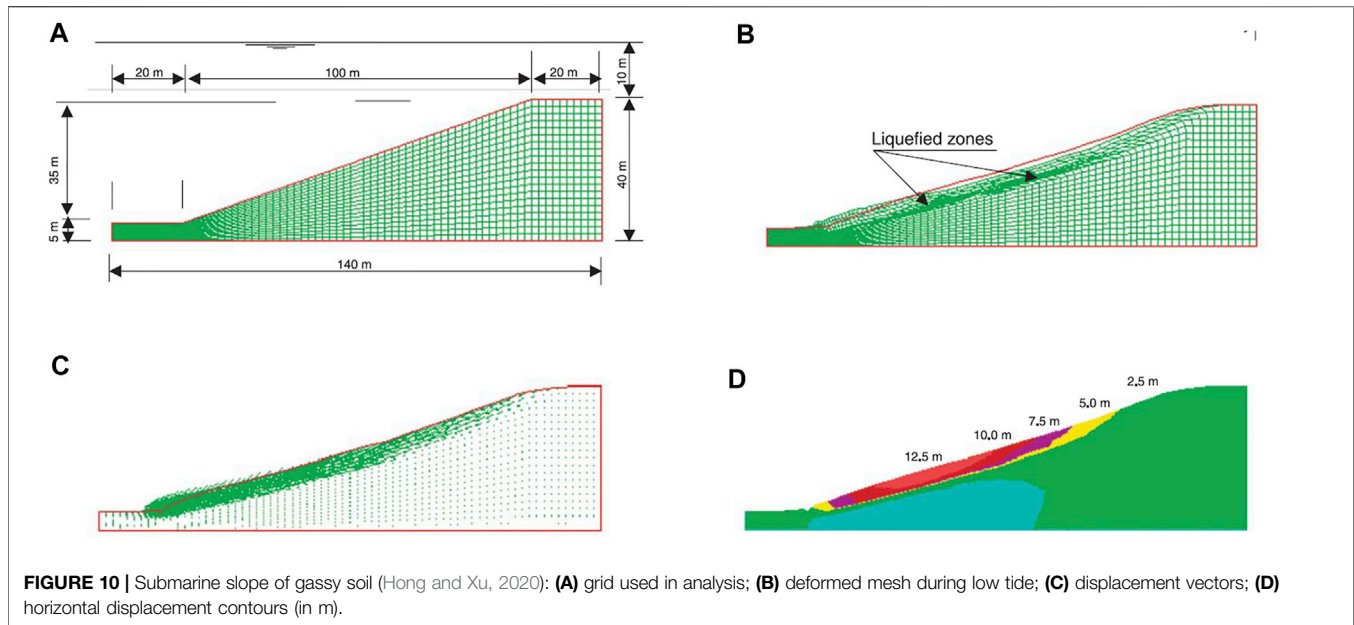 A
20 m
100 m
20 m
10 m
35 m
40 m
5 m
140 m
B
Liquefied zones
C
D
2.5 m
5.0 m
7.5 m
10.0 m
12.5 m
FIGURE 10 | Submarine slope of gassy soil (Hong and Xu, 2020): (A) grid used in analysis; (B) deformed mesh during low tide; (C) displacement vectors; (D)
horizontal displacement contours (in m).